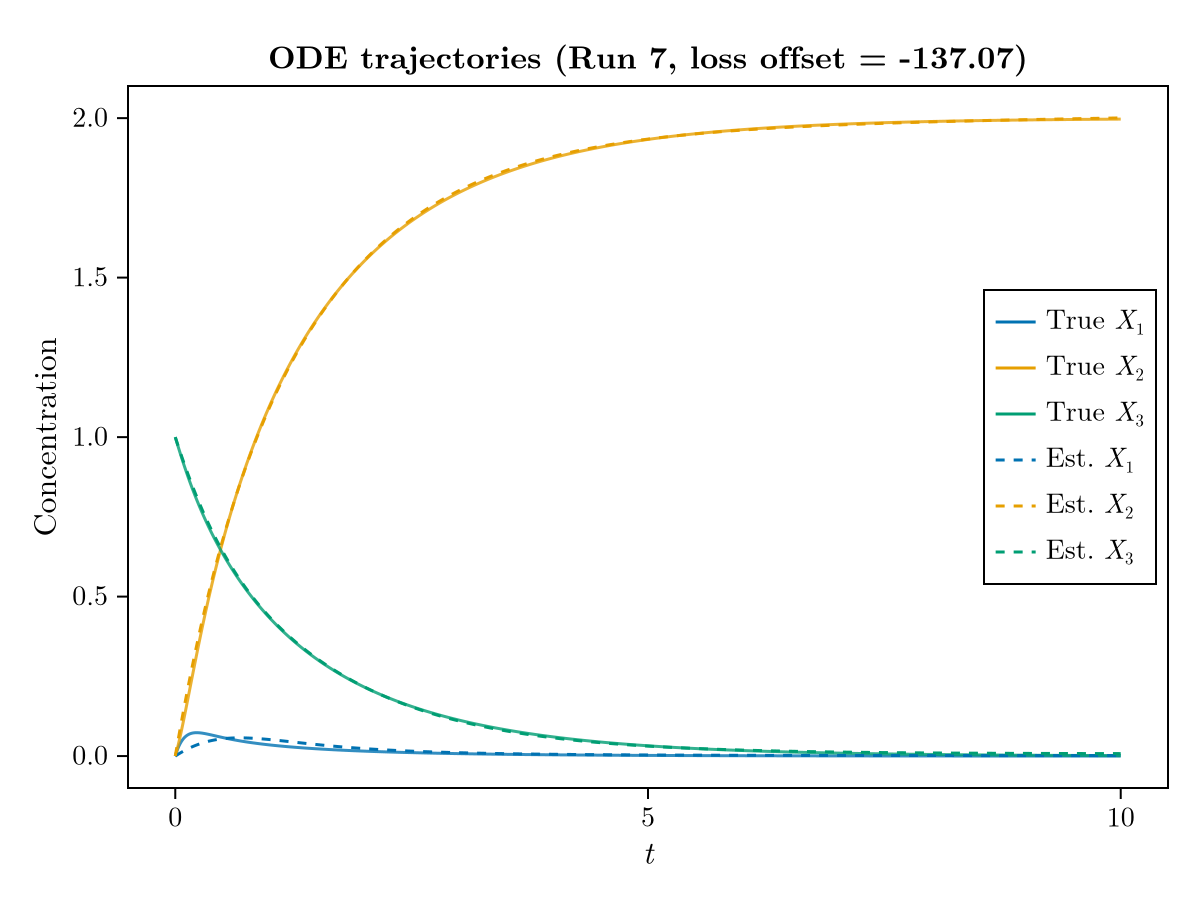 ODE trajectories (Run 7, loss offset = -137.07)
Concentration
2.0
1.5
1.0
0.5
0.0
0
5
10
t
True X₁
True X₂
True X₃
Est. X₁
Est. X₂
Est. X₃